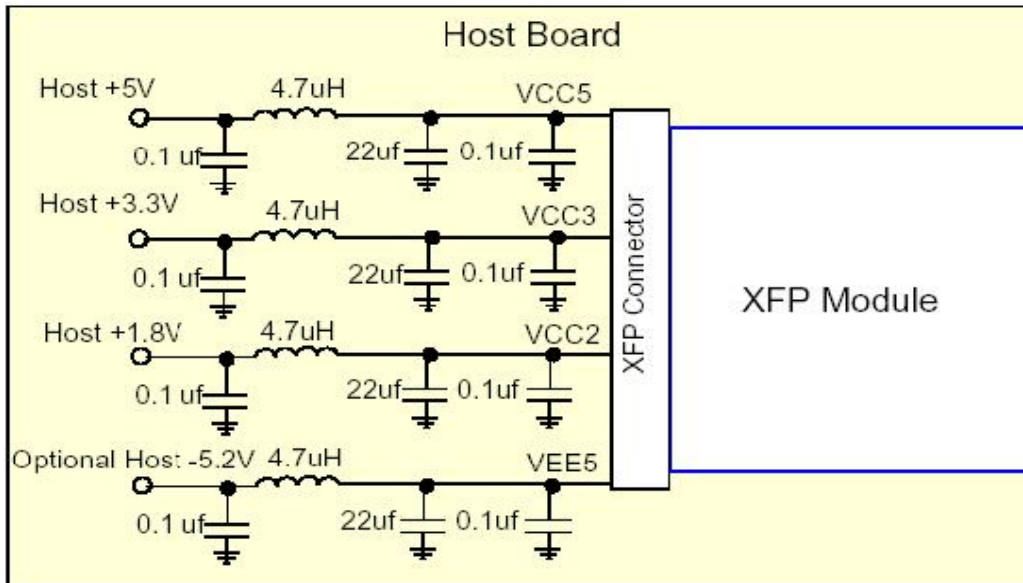 Host Board
Host +5V
4.7uH
VCC5
0.1 uf
22uf
0.1uf
Host +3.3V
4.7uH
VCC3
0.1 uf
22uf
0.1uf
Host +1.8V
4.7uH
VCC2
0.1 uf
22uf
0.1uf
Optional Host -5.2V
4.7uH
VEE5
0.1 uf
22uf
0.1uf
XFP Connector
XFP Module